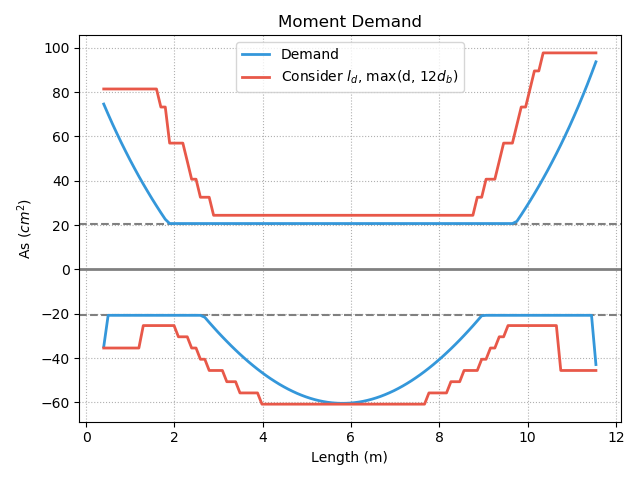 Moment Demand
Demand
Consider $l_d$, max(d, 12$d_b$)
As ($cm^2$)
100
80
60
40
20
0
−20
−40
−60
0 2 4 6 8 10 12
Length (m)